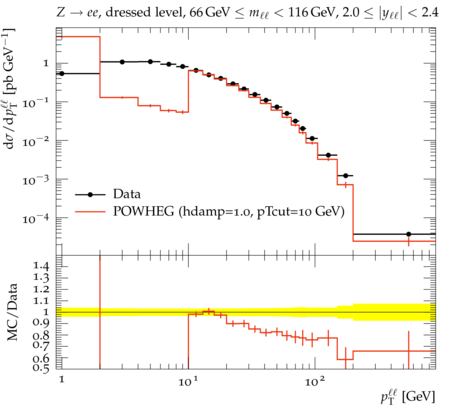 Z → ee, dressed level, 66 GeV ≤ mℓℓ < 116 GeV, 2.0 ≤ |yℓℓ| < 2.4
dσ/dpTℓℓ [pb GeV−1]
1
10−1
10−2
10−3
10−4
Data
POWHEG (hdamp=1.0, pTcut=10 GeV)
MC/Data
1.4
1.3
1.2
1.1
1
0.9
0.8
0.7
0.6
0.5
1 10 1 10 2
pTℓℓ [GeV]